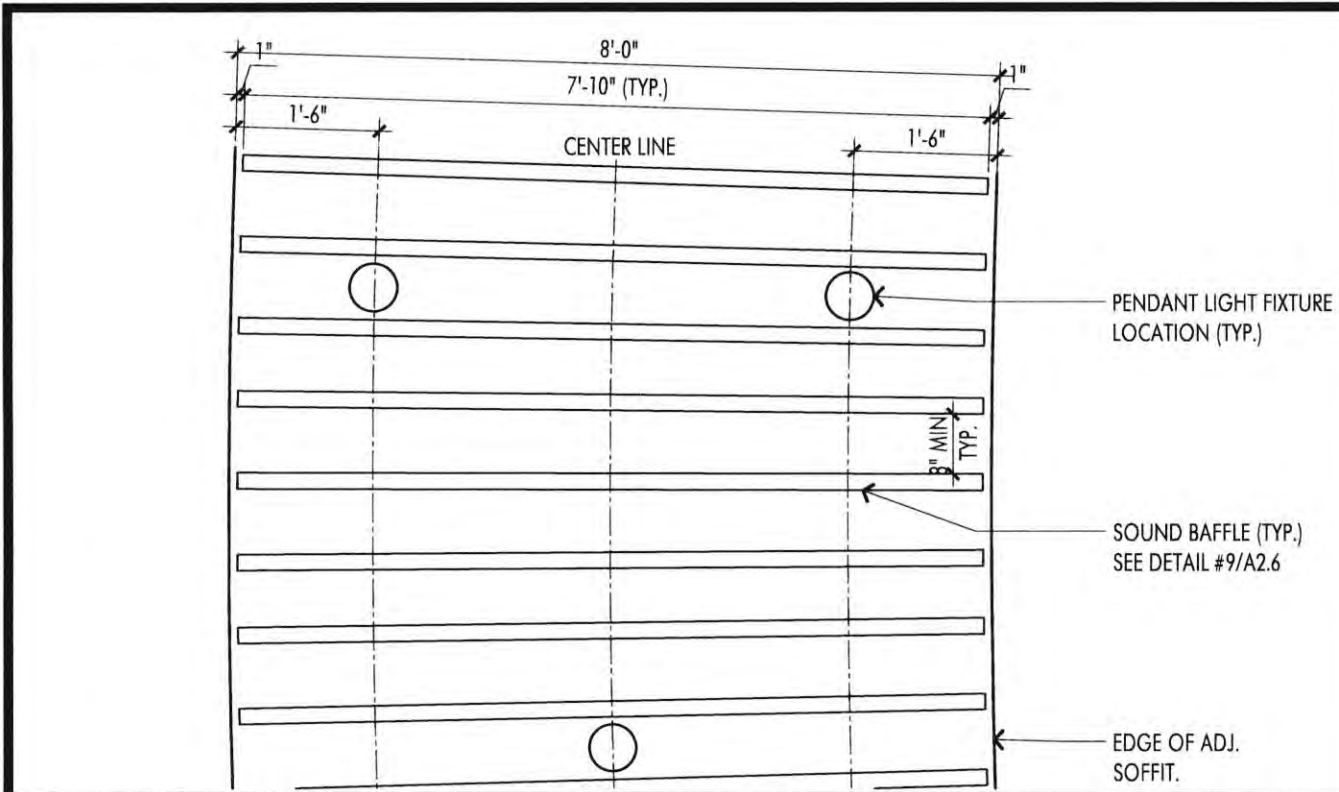 8'-0"
1"
1"
7'-10" (TYP.)
1'-6"
1'-6"
CENTER LINE
PENDANT LIGHT FIXTURE
LOCATION (TYP.)
8" MIN
TYP.
SOUND BAFFLE (TYP.)
SEE DETAIL #9/A2.6
EDGE OF ADJ.
SOFFIT.